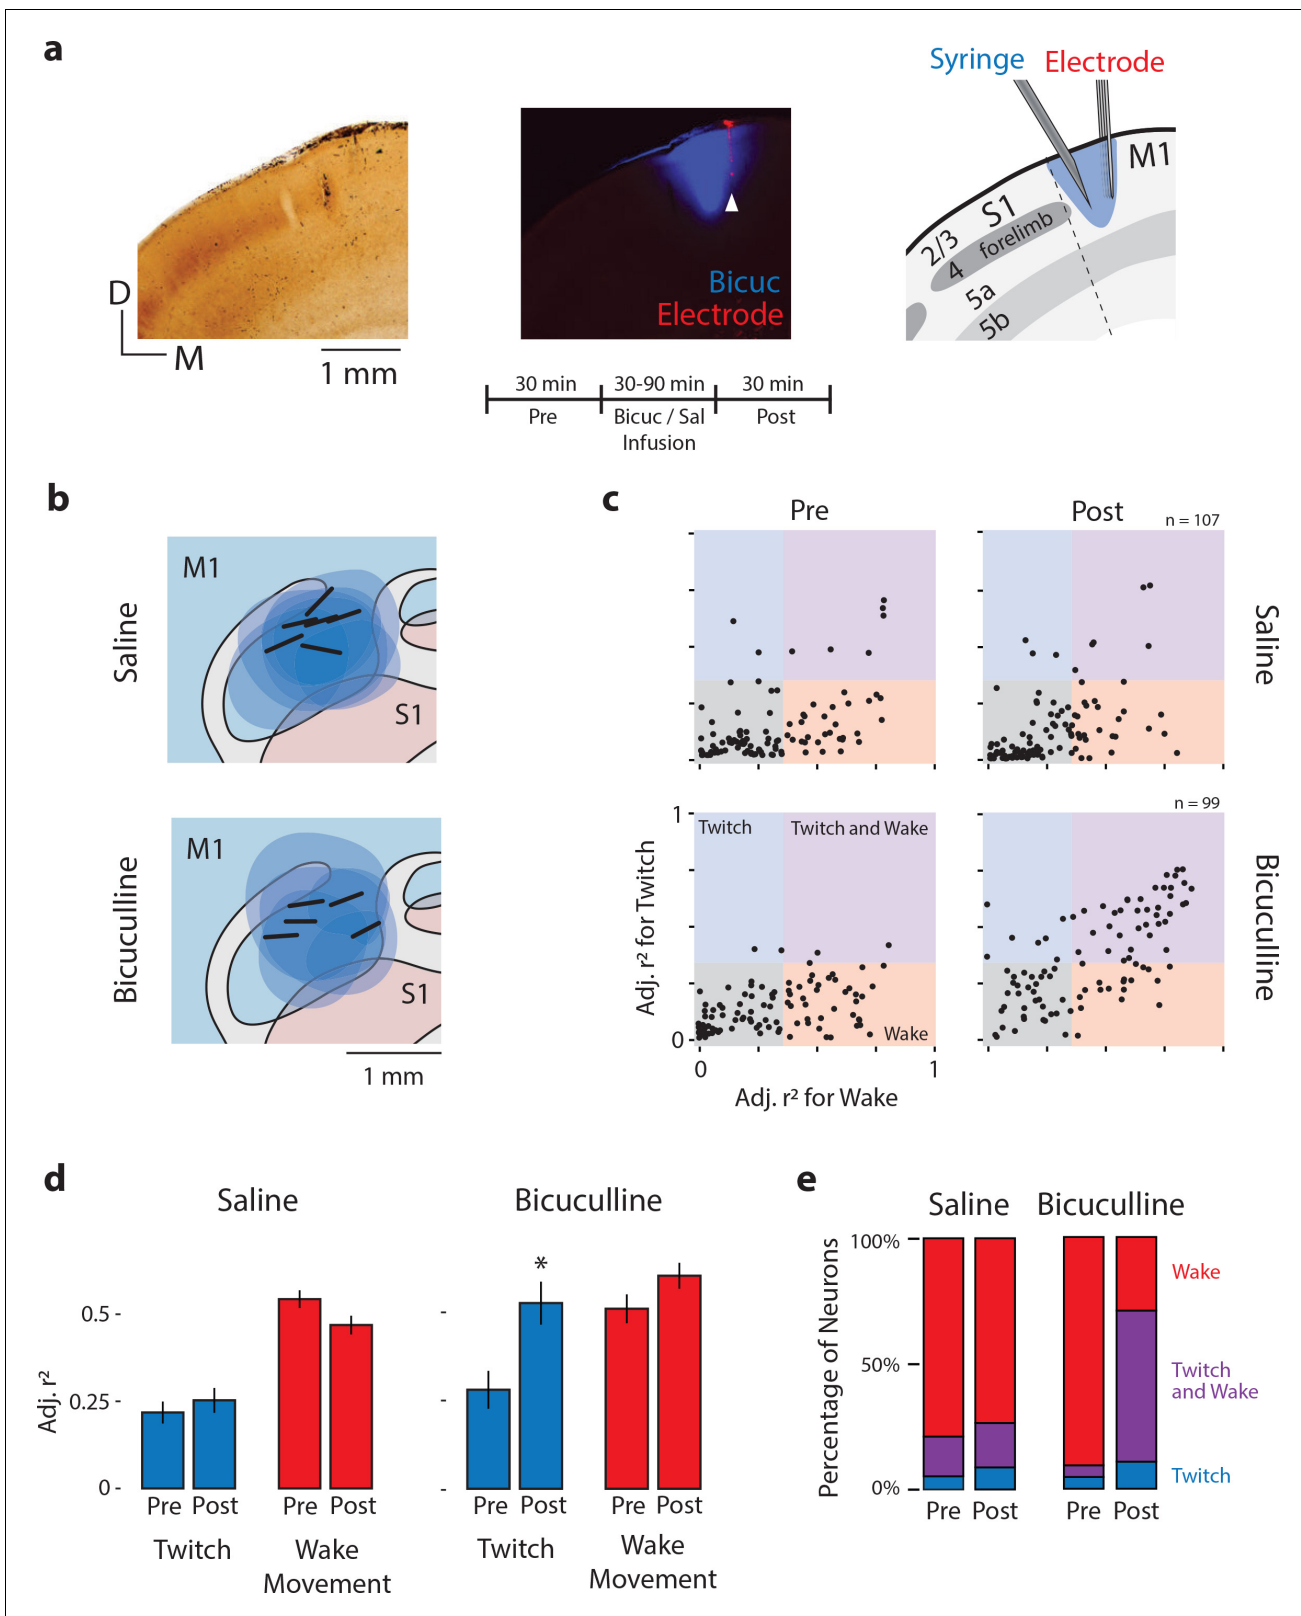 a
Syringe Electrode
M1
S1
forelimb
2/3
4
5a
5b
Bicuc
Electrode
D
M
1 mm
30 min 30-90 min 30 min
Pre Bicuc / Sal Post
Infusion
b
Saline
M1
S1
Bicuculline
M1
S1
1 mm
c
Pre Post
n = 107
Saline
n = 99
1
Twitch Twitch and Wake
Adj. r² for Twitch
Bicuculline
Wake
0
0 1
Adj. r² for Wake
d
Saline Bicuculline
*
0.5 -
0.25 -
0 -
Adj. r²
Pre Post Pre Post Pre Post Pre Post
Twitch Wake Movement Twitch Wake Movement
e
Saline Bicuculline
100%
50%
0%
Percentage of Neurons
Wake
Twitch
and Wake
Twitch
Pre Post Pre Post